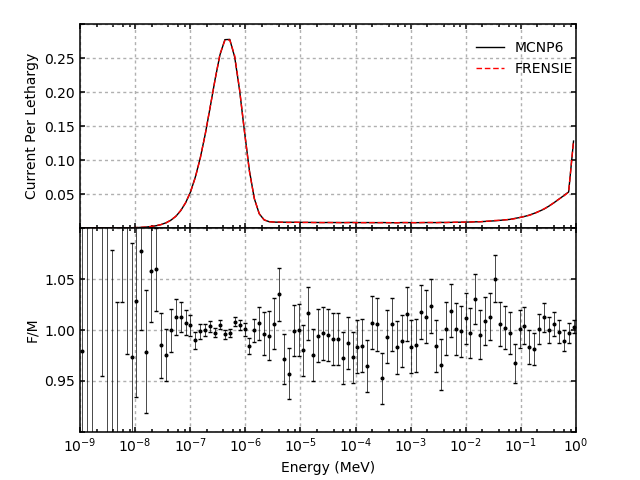 MCNP6
FRENSIE
Current Per Lethargy
0.25
0.20
0.15
0.10
0.05
F/M
1.05
1.00
0.95
10⁻⁹ 10⁻⁸ 10⁻⁷ 10⁻⁶ 10⁻⁵ 10⁻⁴ 10⁻³ 10⁻² 10⁻¹ 10⁰
Energy (MeV)